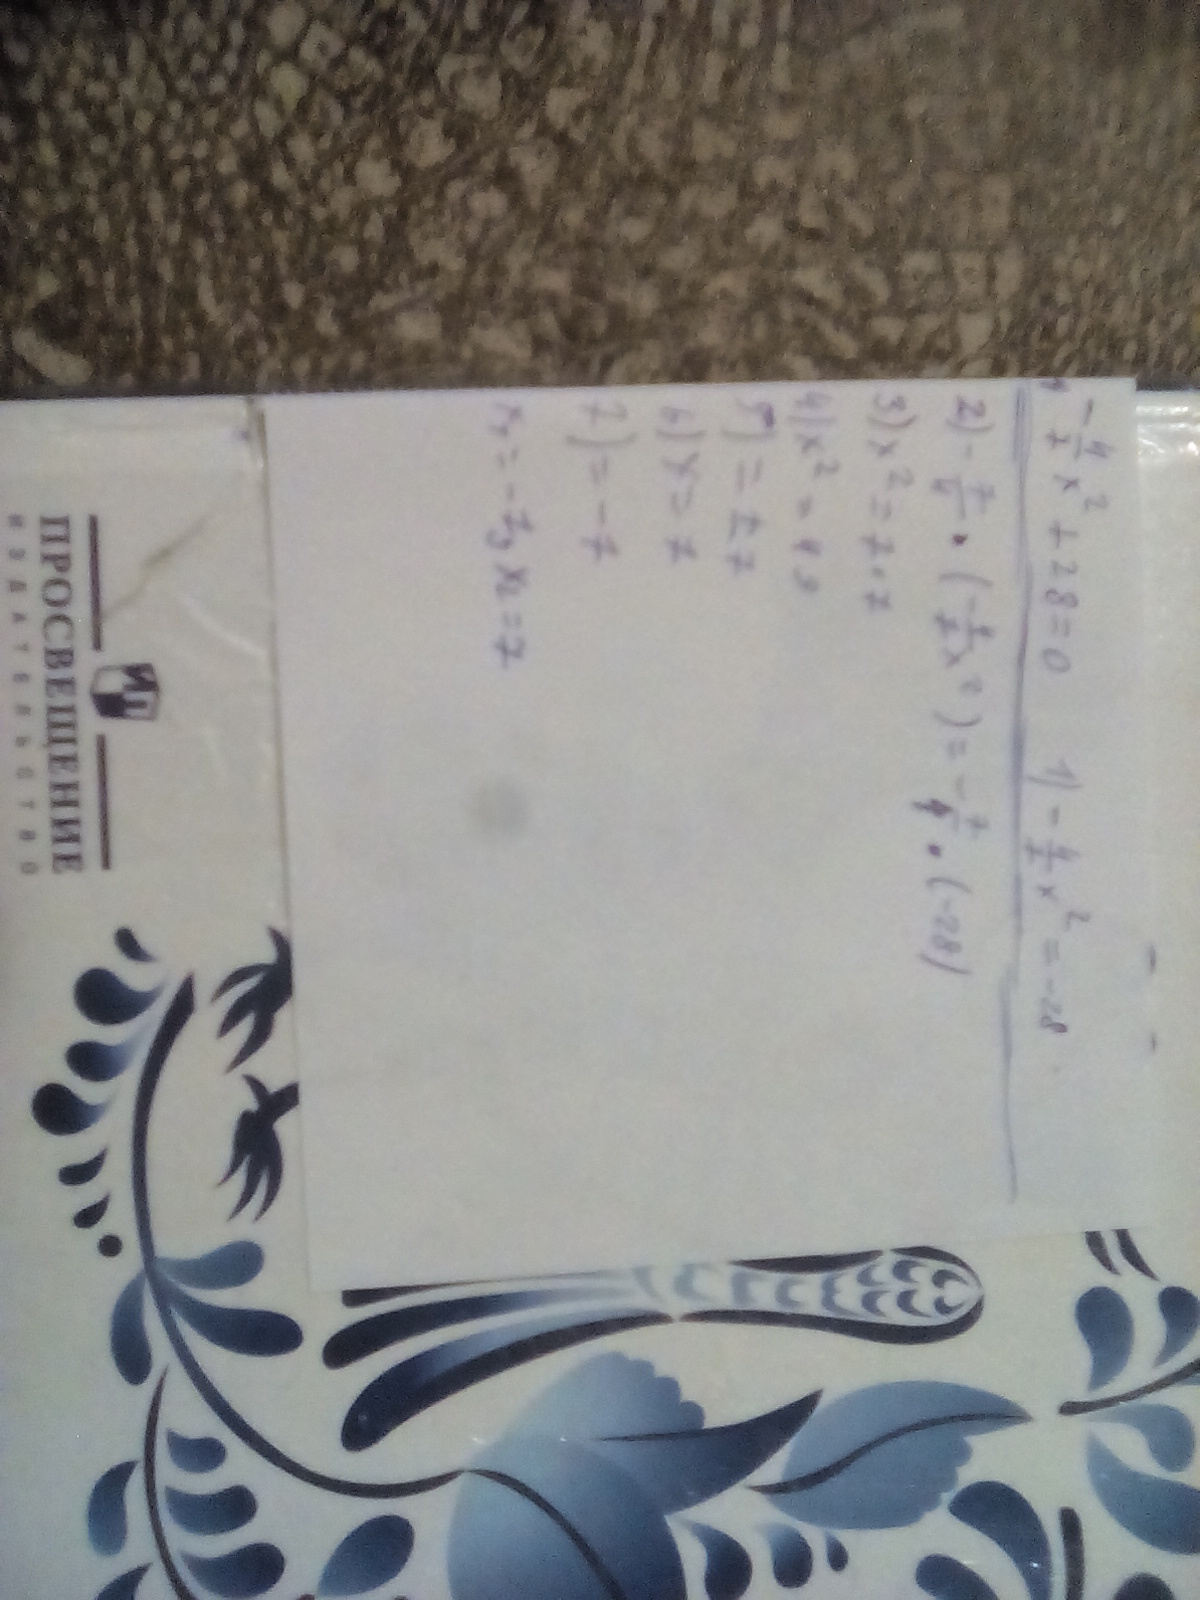 -4/7x² + 28 = 0 1) -4/7x² = -28
2) -7/4 • (-4/7x²) = -7/4 • (-28)
3) x² = 7·7
4) x² = 49
5) = ±7
6) x = 7
7) = -7
x₁ = -7; x₂ = 7
ПРОСВЕЩЕНИЕ
ИЗДАТЕЛЬСТВО